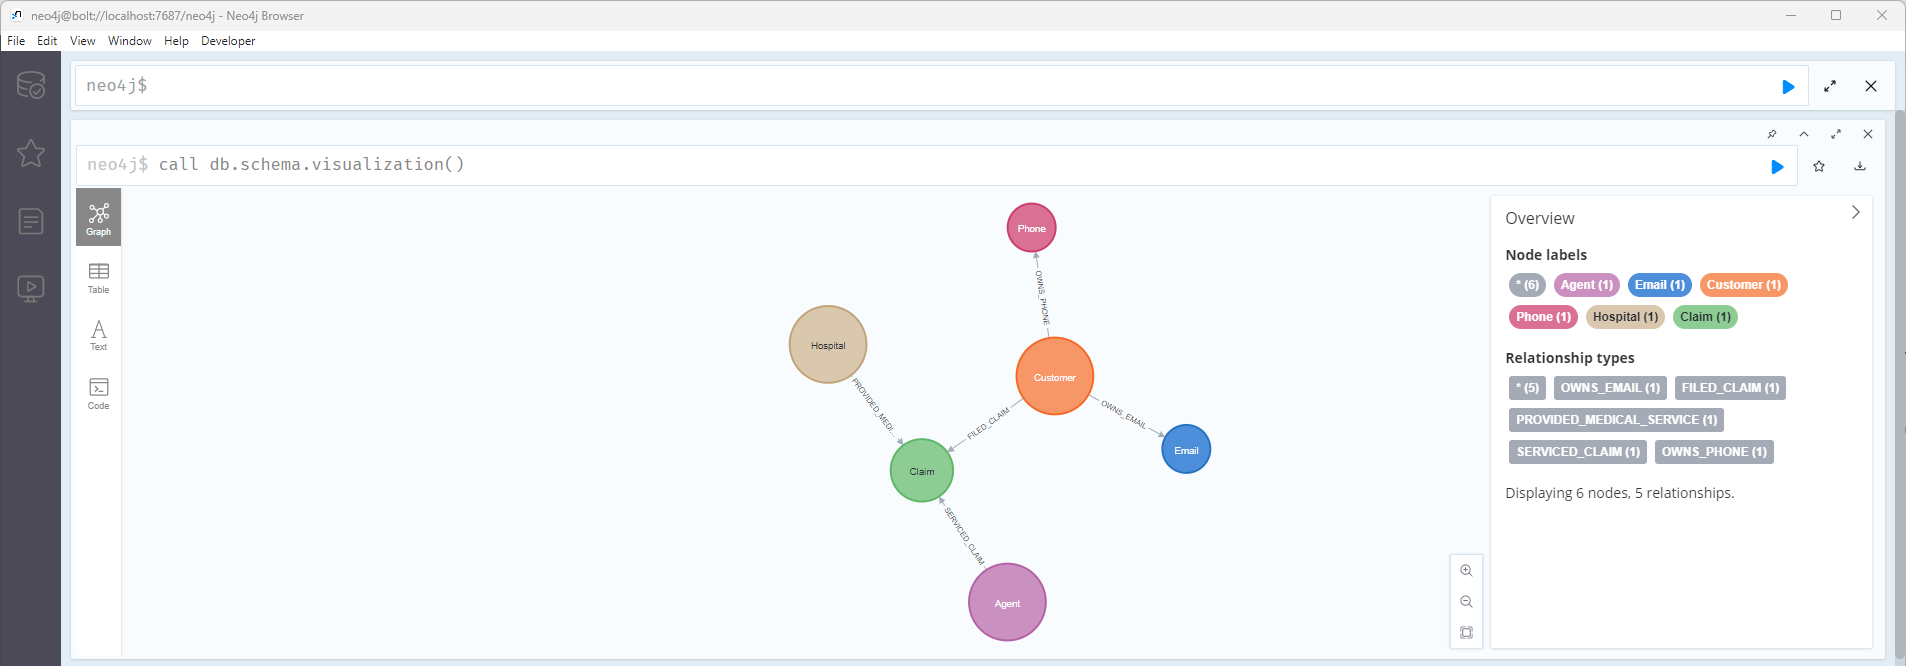 neo4j@bolt://localhost:7687/neo4j - Neo4j Browser
File Edit View Window Help Developer
neo4j$
neo4j$ call db.schema.visualization()
Graph
Table
Text
Code
Phone
OWNS_PHONE
Hospital
Customer
PROVIDED_MEDI...
FILED_CLAIM
OWNS_EMAIL
Email
Claim
SERVICED_CLAIM
Agent
Overview
Node labels
* (6) Agent (1) Email (1) Customer (1)
Phone (1) Hospital (1) Claim (1)
Relationship types
* (5) OWNS_EMAIL (1) FILED_CLAIM (1)
PROVIDED_MEDICAL_SERVICE (1)
SERVICED_CLAIM (1) OWNS_PHONE (1)
Displaying 6 nodes, 5 relationships.